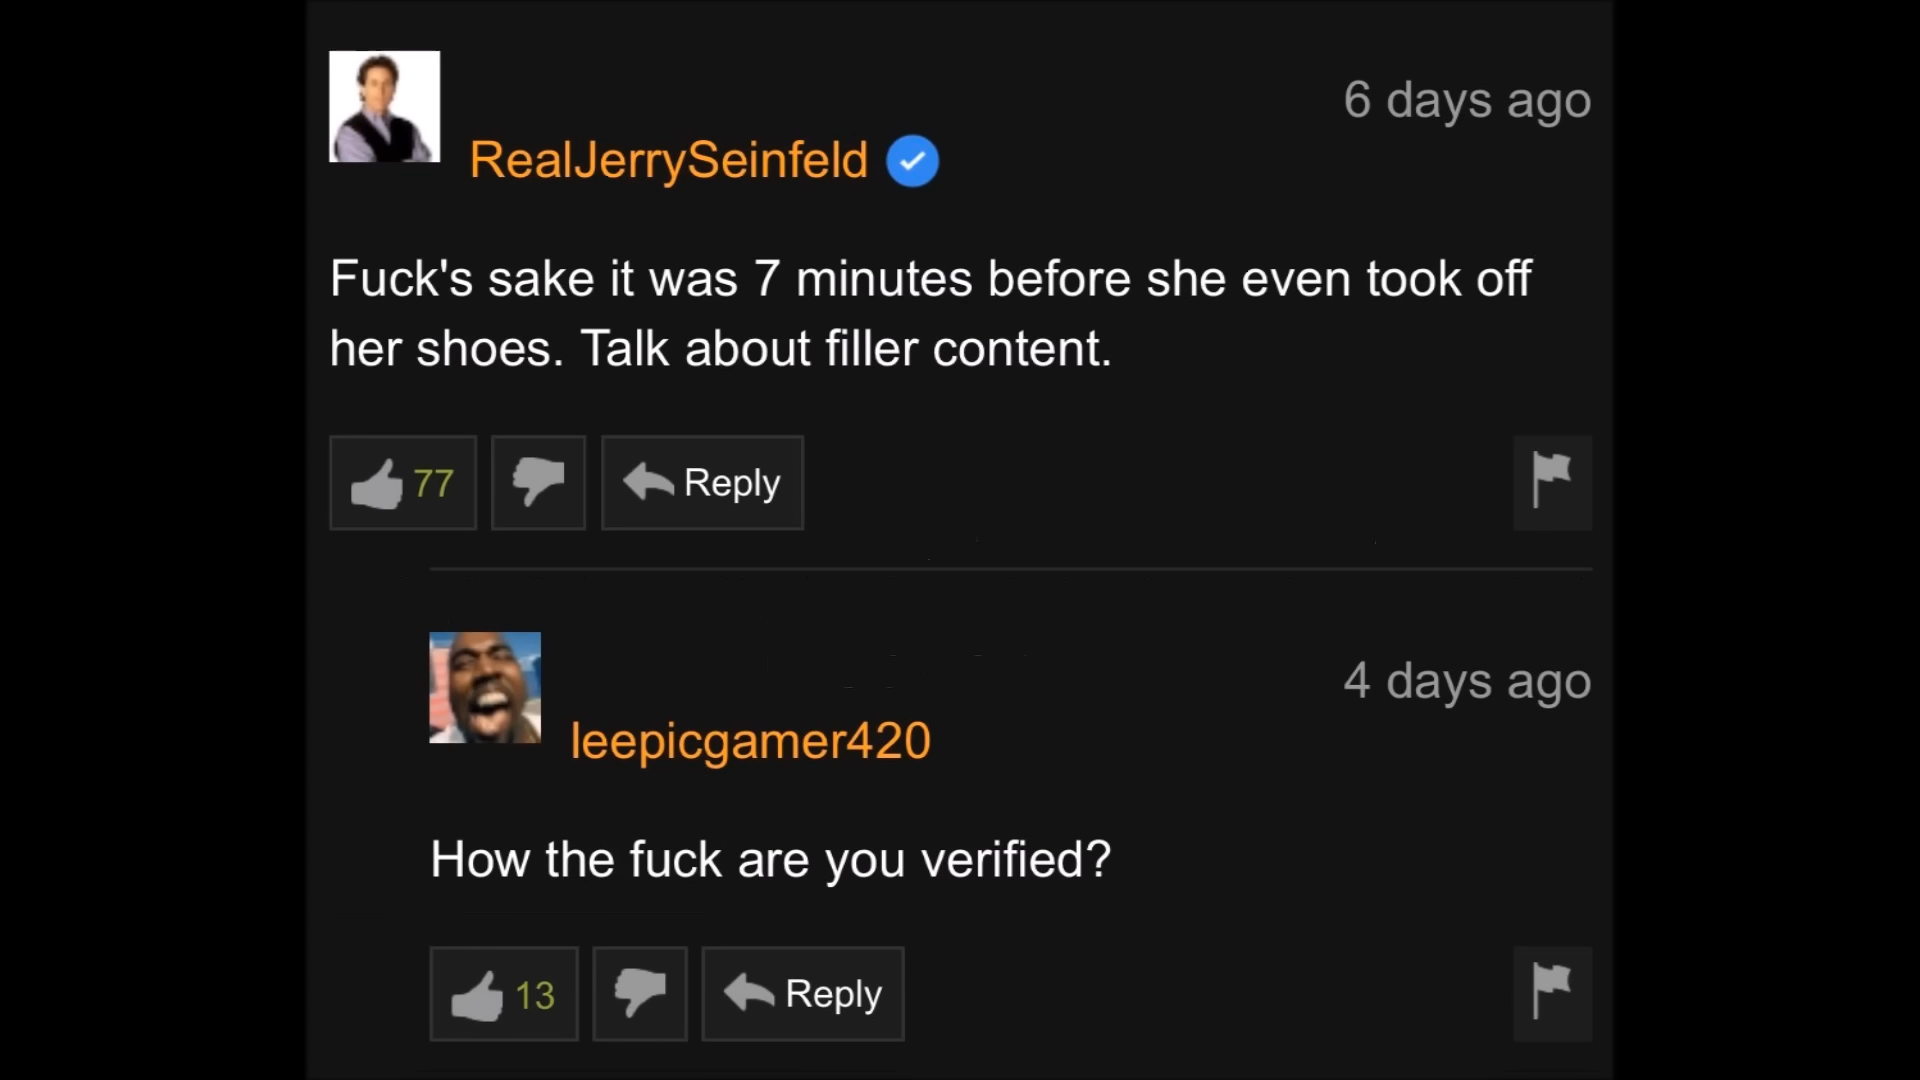 6 days ago
RealJerrySeinfeld
Fuck's sake it was 7 minutes before she even took off
her shoes. Talk about filler content.
77 Reply
4 days ago
leepicgamer420
How the fuck are you verified?
13 Reply